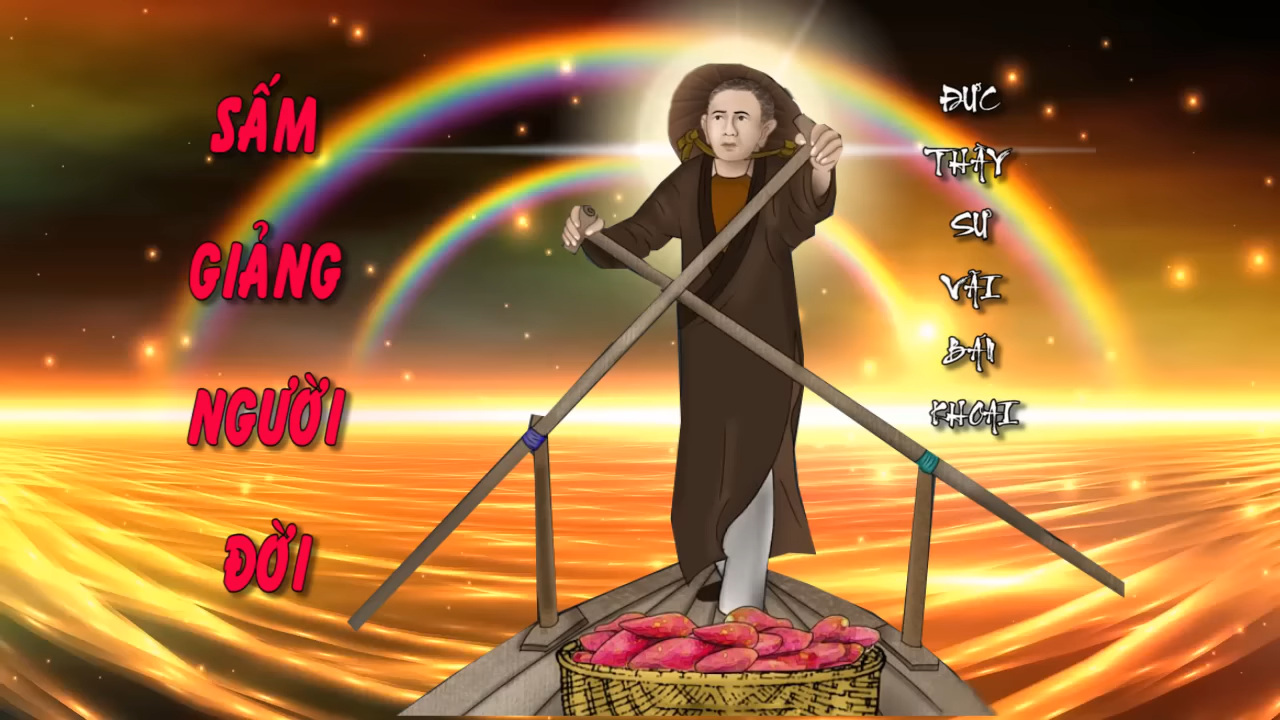 SẤM
GIẢNG
NGƯỜI
ĐỜI
ĐỨC
THẦY
SƯ
VÃI
BÁN
KHOAI